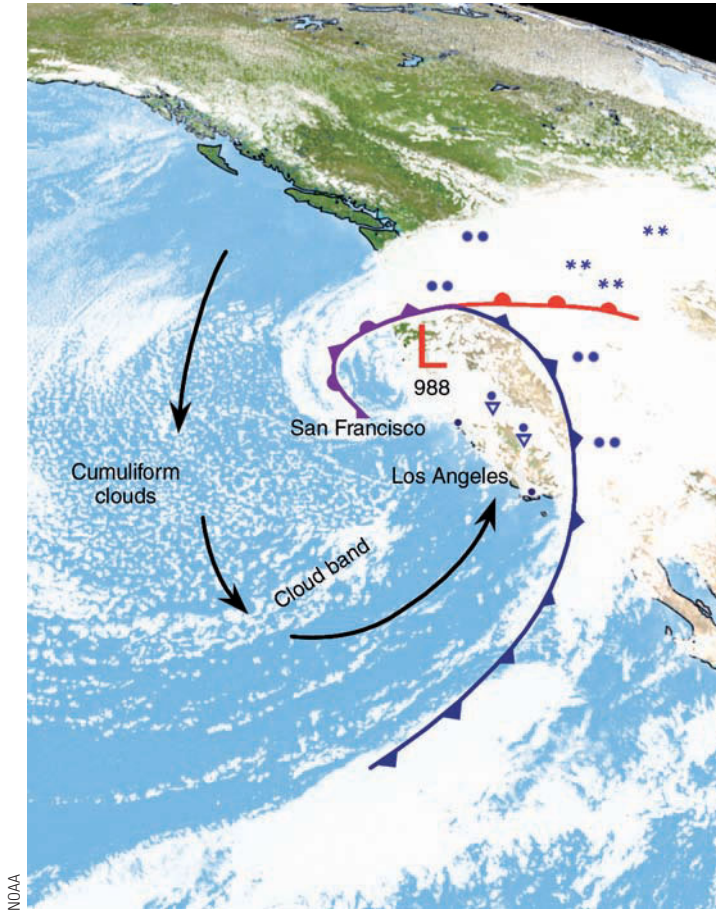 L
988
San Francisco
Cumuliform
clouds
Los Angeles
Cloud band
NOAA